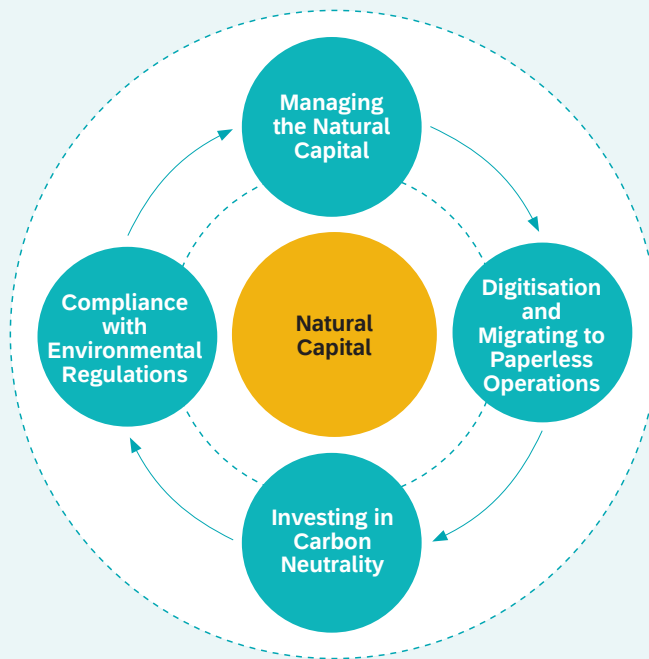 Managing
the Natural
Capital
Compliance
with
Environmental
Regulations
Natural
Capital
Digitisation
and
Migrating to
Paperless
Operations
Investing in
Carbon
Neutrality